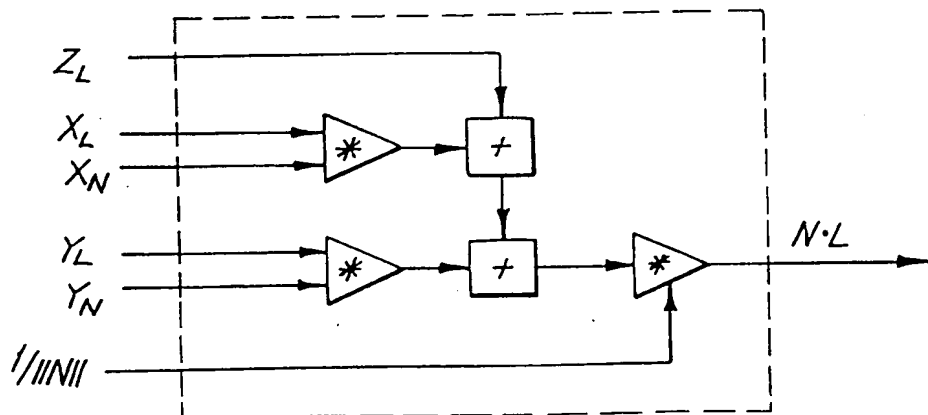 Z_L
X_L
*
+
X_N
Y_L
*
+
*
N·L
Y_N
1/||N||